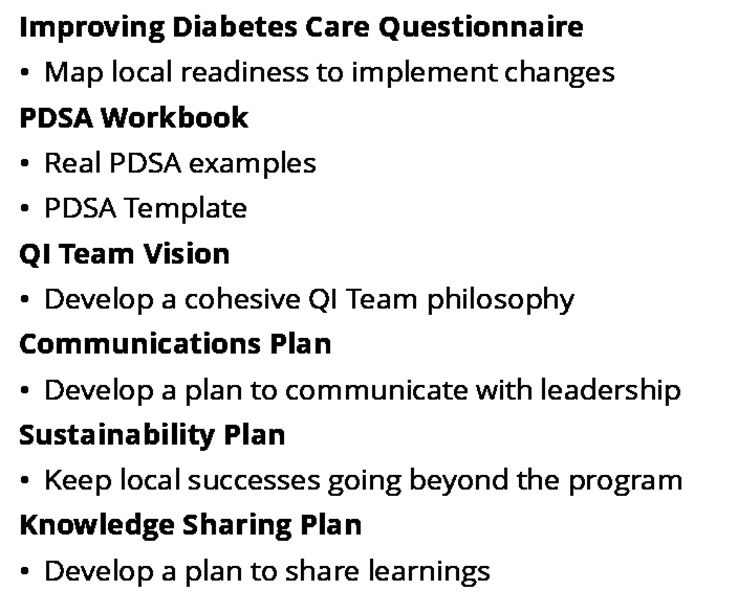 Improving Diabetes Care Questionnaire
• Map local readiness to implement changes
PDSA Workbook
• Real PDSA examples
• PDSA Template
QI Team Vision
• Develop a cohesive QI Team philosophy
Communications Plan
• Develop a plan to communicate with leadership
Sustainability Plan
• Keep local successes going beyond the program
Knowledge Sharing Plan
• Develop a plan to share learnings